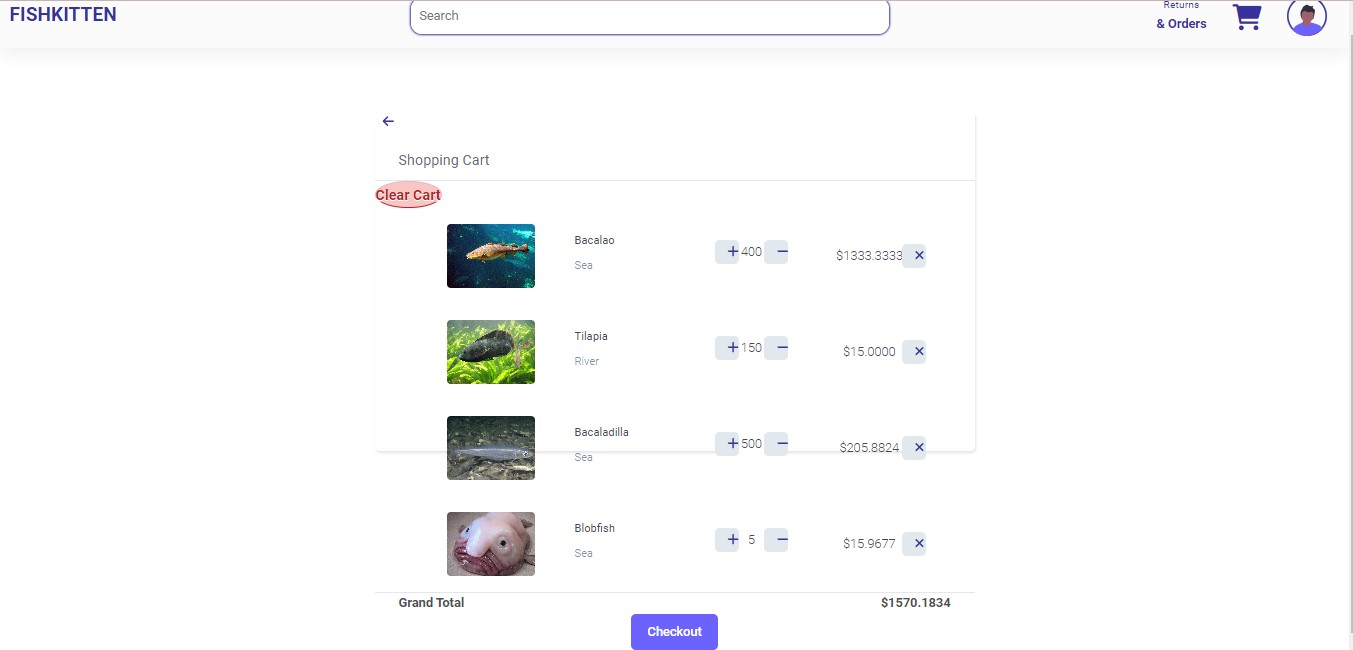 FISHKITTEN
Search
Returns
& Orders
Shopping Cart
Clear Cart
Bacalao
Sea
+ 400 −
$1333.3333 ×
Tilapia
River
+ 150 −
$15.0000 ×
Bacaladilla
Sea
+ 500 −
$205.8824 ×
Blobfish
Sea
+ 5 −
$15.9677 ×
Grand Total $1570.1834
Checkout